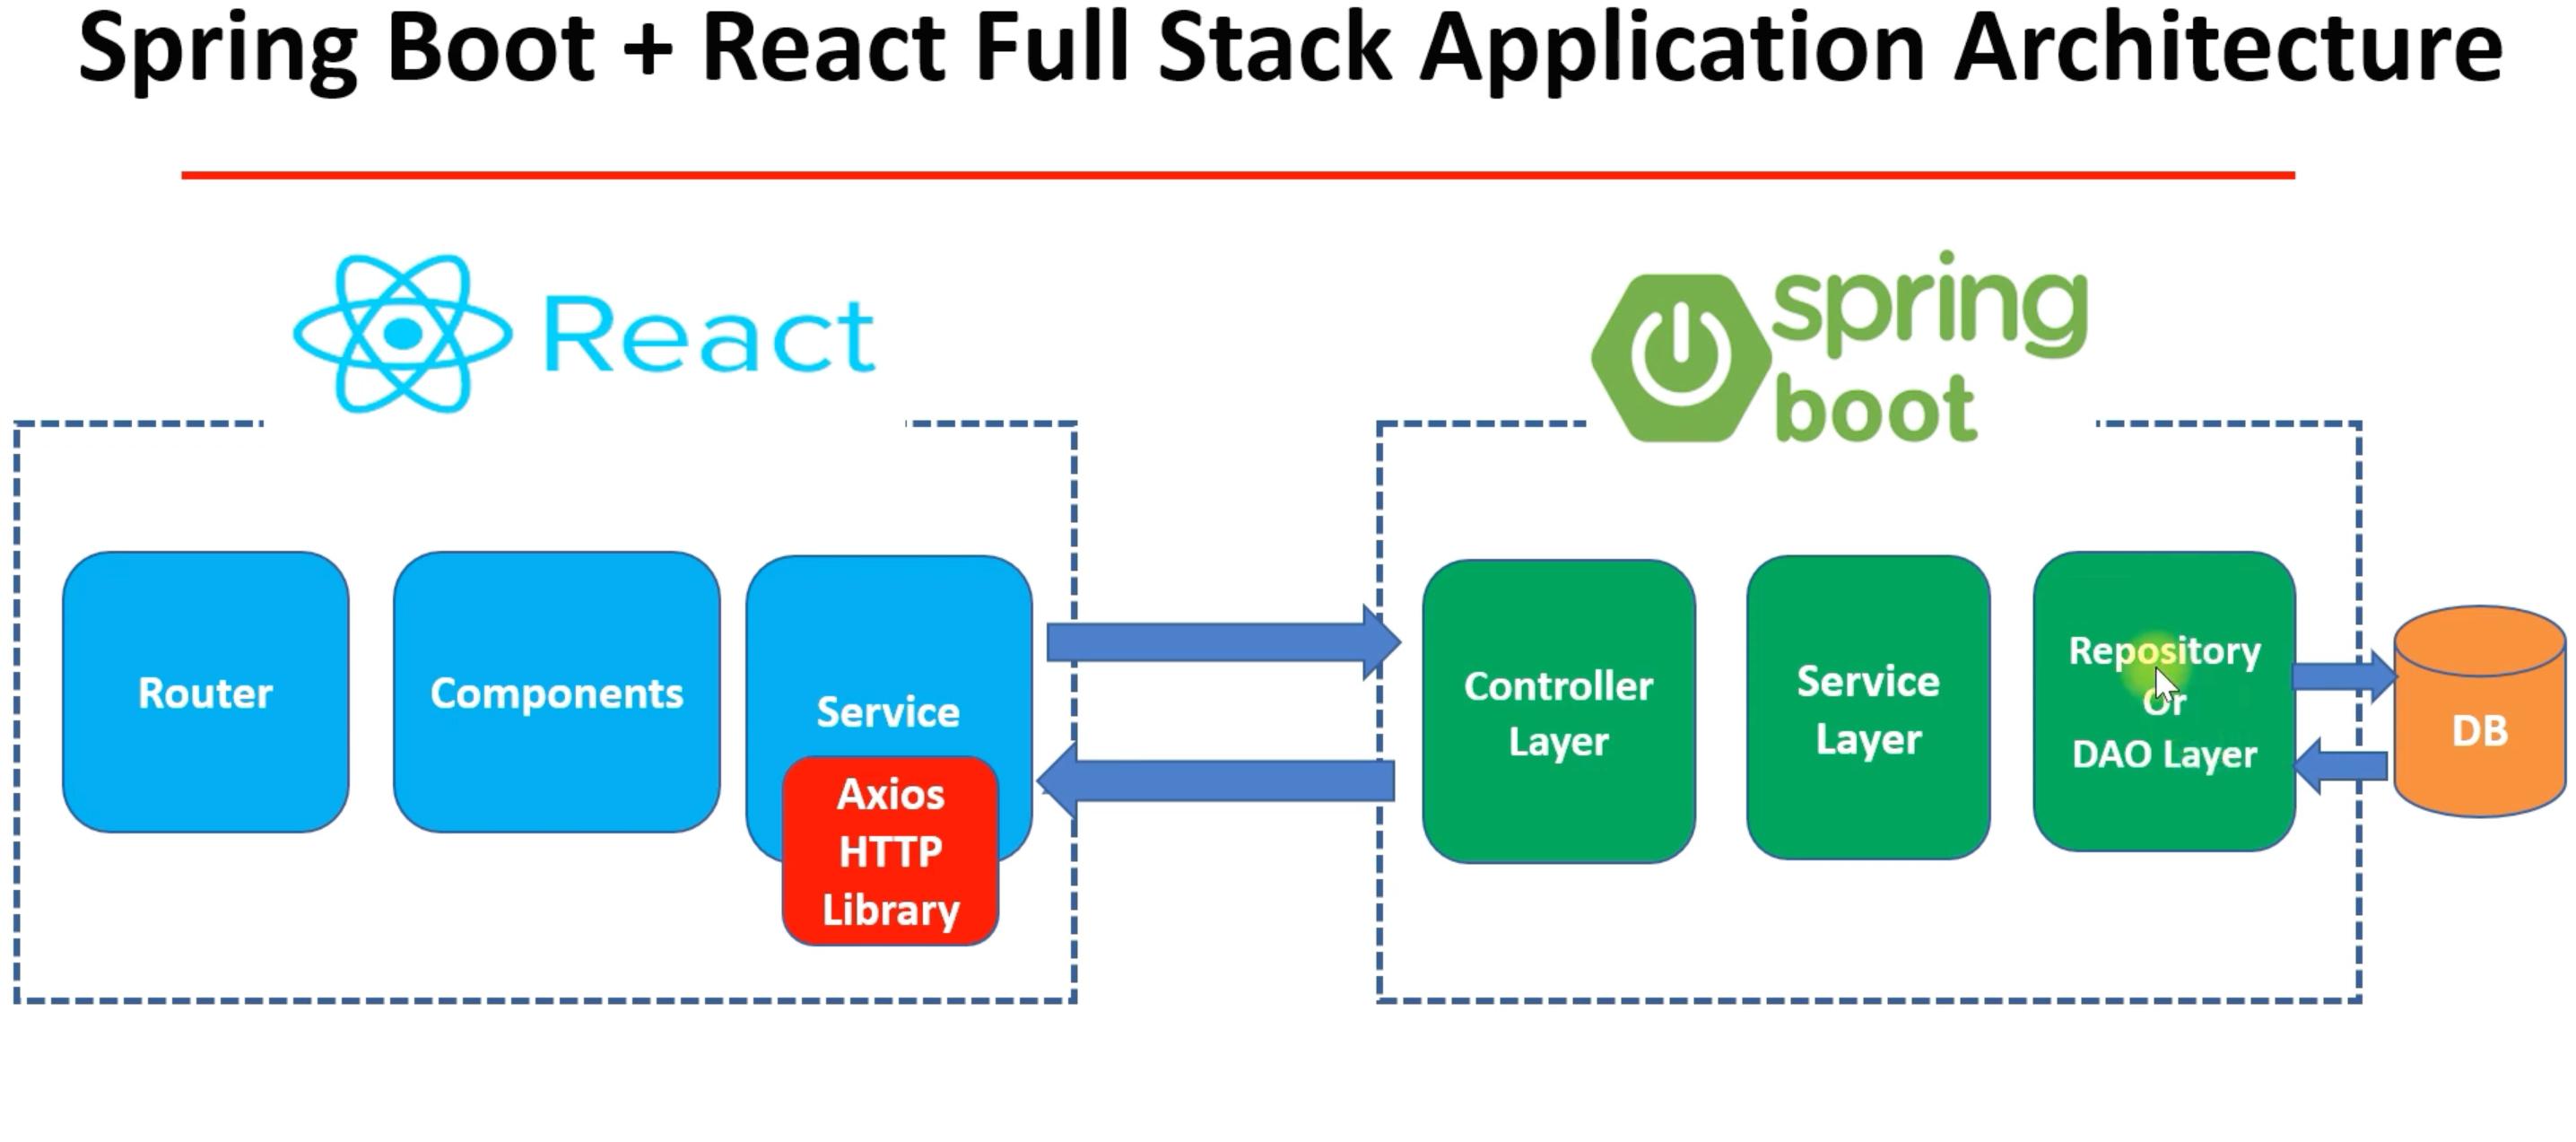 Spring Boot + React Full Stack Application Architecture
React
spring
boot
Router
Components
Service
Axios
HTTP
Library
Controller
Layer
Service
Layer
Repository
Or
DAO Layer
DB